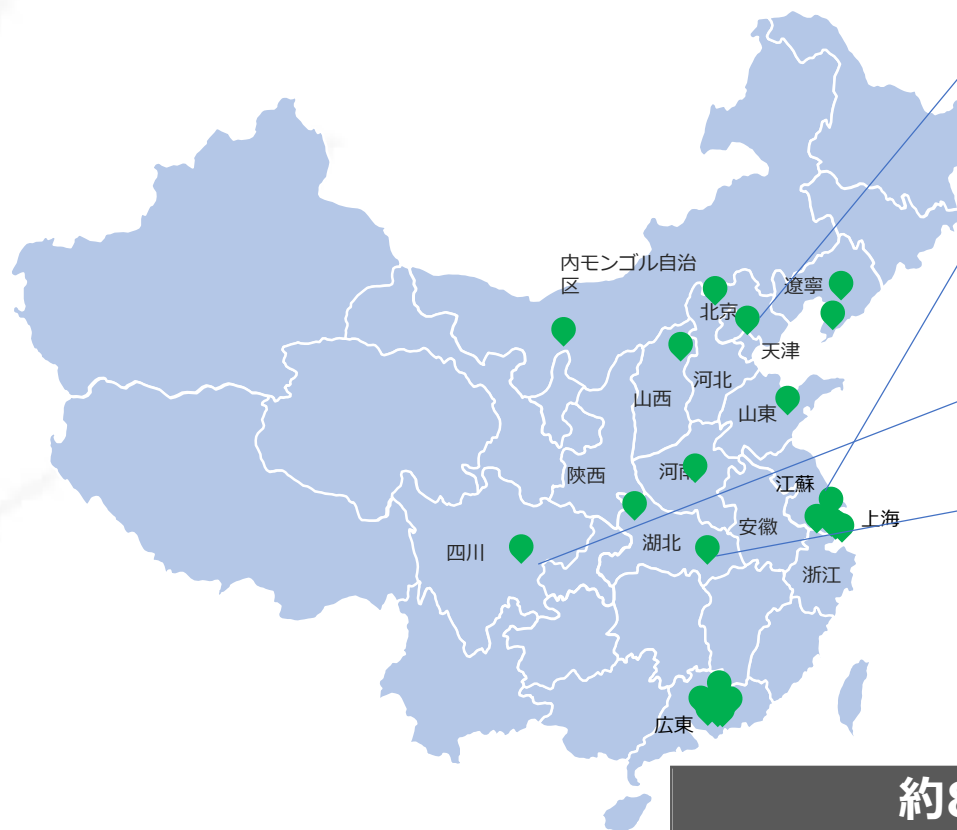 内モンゴル自治
区
北京
遼寧
天津
河北
山西
山東
陝西
河南
江蘇
上海
安徽
湖北
四川
浙江
広東
約8